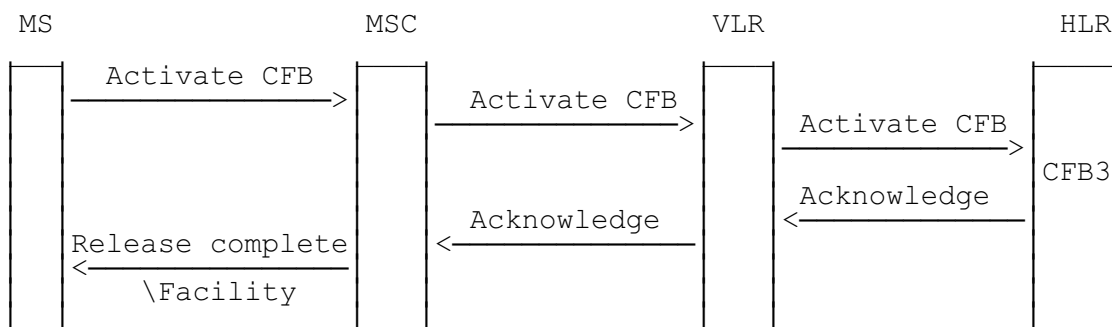 MS MSC VLR HLR
Activate CFB
Activate CFB
Activate CFB
CFB3
Acknowledge
Acknowledge
Release complete
\Facility